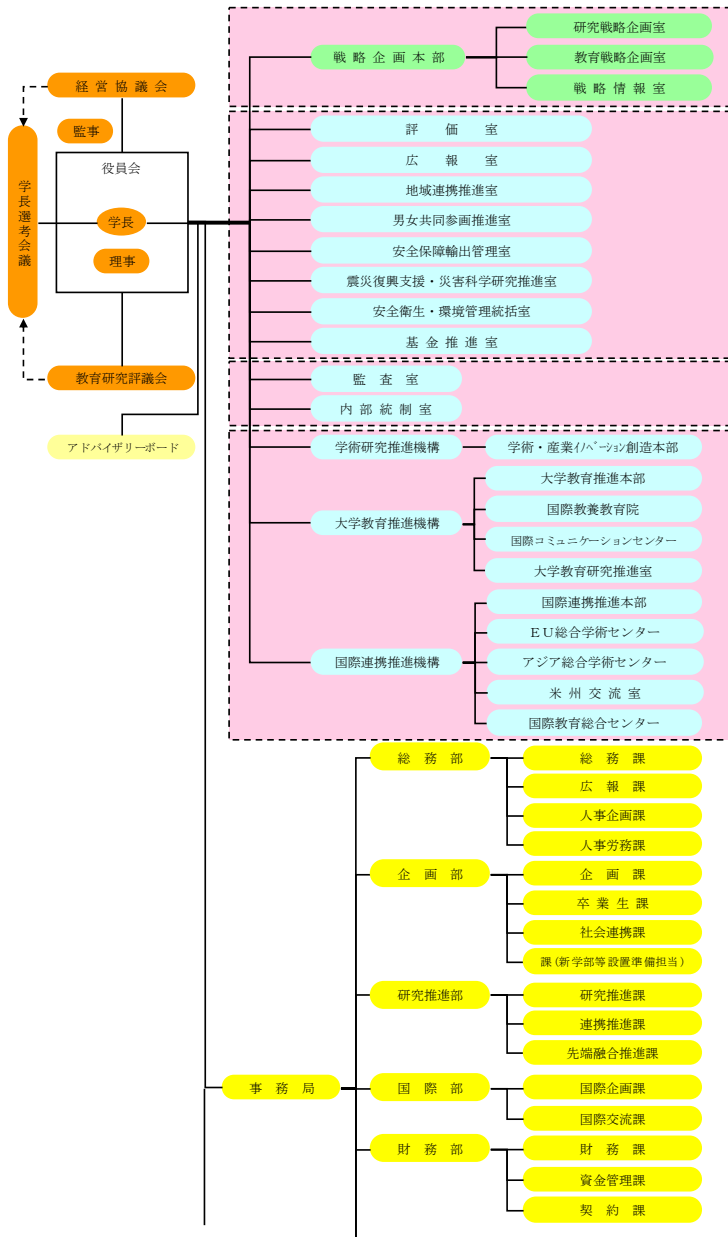 経営協議会
監事
役員会
学長
理事
学長選考会議
教育研究評議会
アドバイザリーボード
戦略企画本部
研究戦略企画室
教育戦略企画室
戦略情報室
評価室
広報室
地域連携推進室
男女共同参画推進室
安全保障輸出管理室
震災復興支援・災害科学研究推進室
安全衛生・環境管理統括室
基金推進室
監査室
内部統制室
学術研究推進機構
学術・産業イノベーション創造本部
大学教育推進機構
大学教育推進本部
国際教養教育院
国際コミュニケーションセンター
大学教育研究推進室
国際連携推進機構
国際連携推進本部
EU総合学術センター
アジア総合学術センター
米州交流室
国際教育総合センター
事務局
総務部
総務課
広報課
人事企画課
人事労務課
企画部
企画課
卒業生課
社会連携課
課(新学部等設置準備担当)
研究推進部
研究推進課
連携推進課
先端融合推進課
国際部
国際企画課
国際交流課
財務部
財務課
資金管理課
契約課